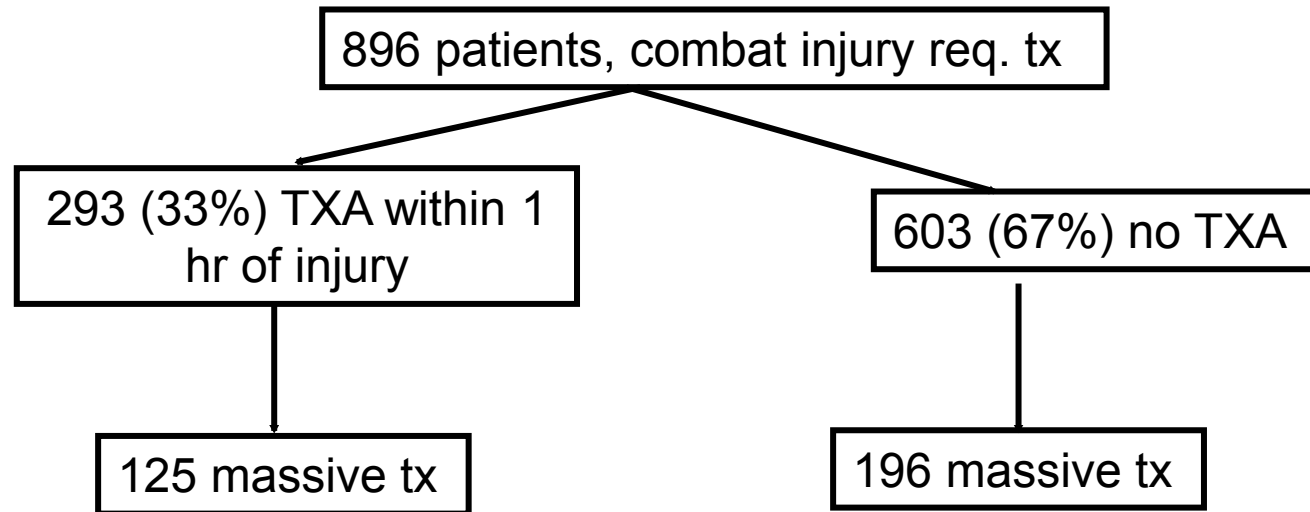 896 patients, combat injury req. tx
293 (33%) TXA within 1
hr of injury
603 (67%) no TXA
125 massive tx
196 massive tx